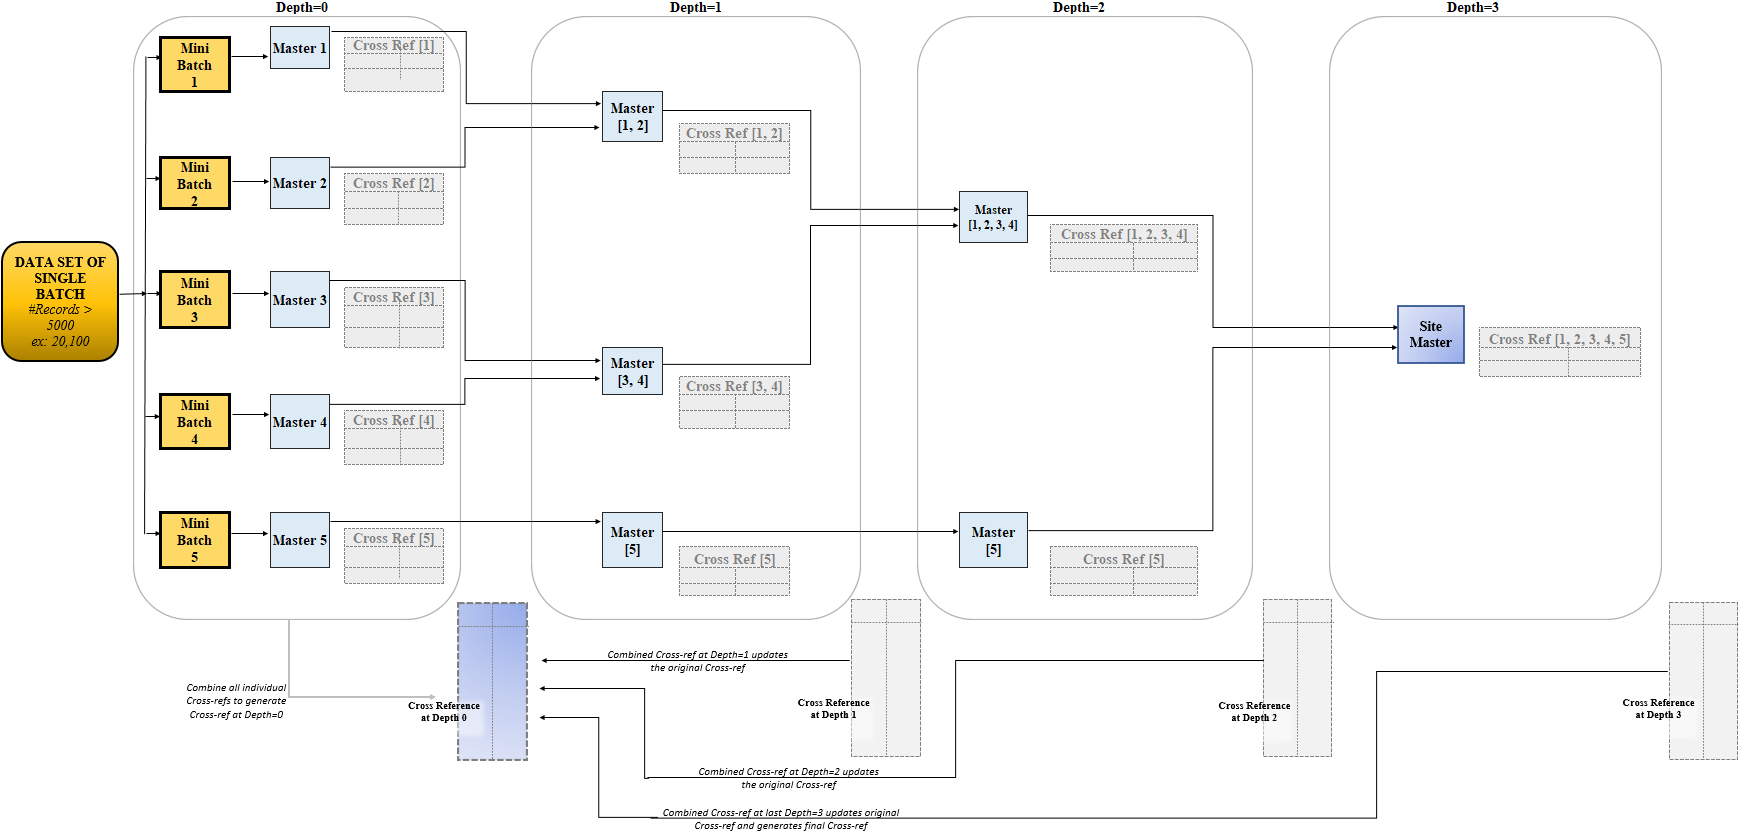 Depth=0
Depth=1
Depth=2
Depth=3
DATA SET OF
SINGLE
BATCH
#Records >
5000
ex: 20,100
Mini
Batch
1
Master 1
Cross Ref [1]
Mini
Batch
2
Master 2
Cross Ref [2]
Mini
Batch
3
Master 3
Cross Ref [3]
Mini
Batch
4
Master 4
Cross Ref [4]
Mini
Batch
5
Master 5
Cross Ref [5]
Master
[1, 2]
Cross Ref [1, 2]
Master
[3, 4]
Cross Ref [3, 4]
Master
[5]
Cross Ref [5]
Master
[1, 2, 3, 4]
Cross Ref [1, 2, 3, 4]
Master
[5]
Cross Ref [5]
Site
Master
Cross Ref [1, 2, 3, 4, 5]
Combine all individual
Cross-refs to generate
Cross-ref at Depth=0
Cross Reference
at Depth 0
Combined Cross-ref at Depth=1 updates
the original Cross-ref
Cross Reference
at Depth 1
Cross Reference
at Depth 2
Cross Reference
at Depth 3
Combined Cross-ref at Depth=2 updates
the original Cross-ref
Combined Cross-ref at last Depth=3 updates original
Cross-ref and generates final Cross-ref